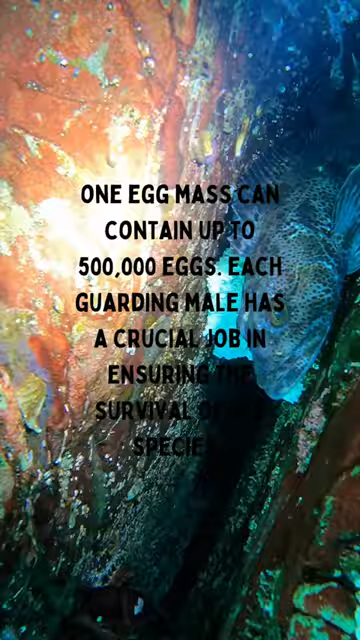 ONE EGG MASS CAN
CONTAIN UP TO
500,000 EGGS. EACH
GUARDING MALE HAS
A CRUCIAL JOB IN
ENSURING THE
SURVIVAL